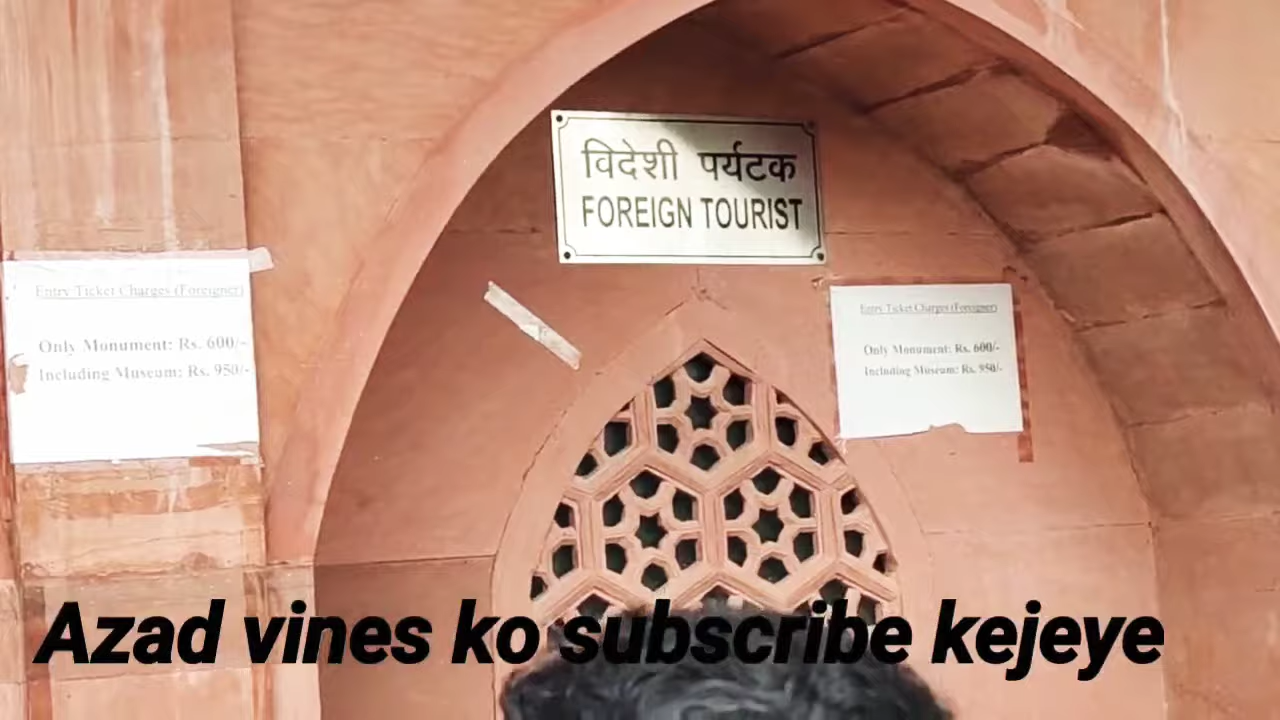 विदेशी पर्यटक
FOREIGN TOURIST
Entry Ticket Charges (Foreigner)
Only Monument: Rs. 600/-
Including Museum: Rs. 950/-
Entry Ticket Charges (Foreigner)
Only Monument: Rs. 600/-
Including Museum: Rs. 950/-
Azad vines ko subscribe kejeye